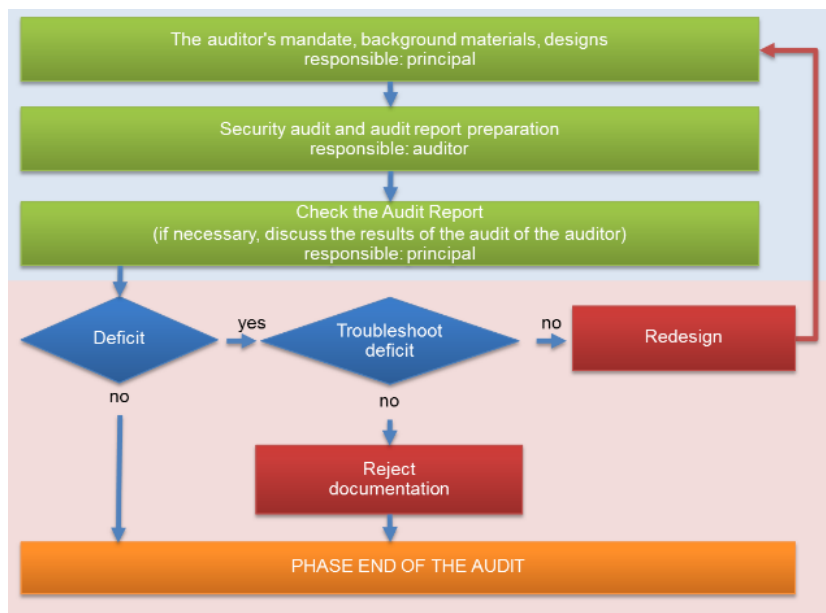 The auditor's mandate, background materials, designs
responsible: principal
Security audit and audit report preparation
responsible: auditor
Check the Audit Report
(if necessary, discuss the results of the audit of the auditor)
responsible: principal
Deficit
yes
Troubleshoot
deficit
no
Redesign
no
no
Reject
documentation
PHASE END OF THE AUDIT